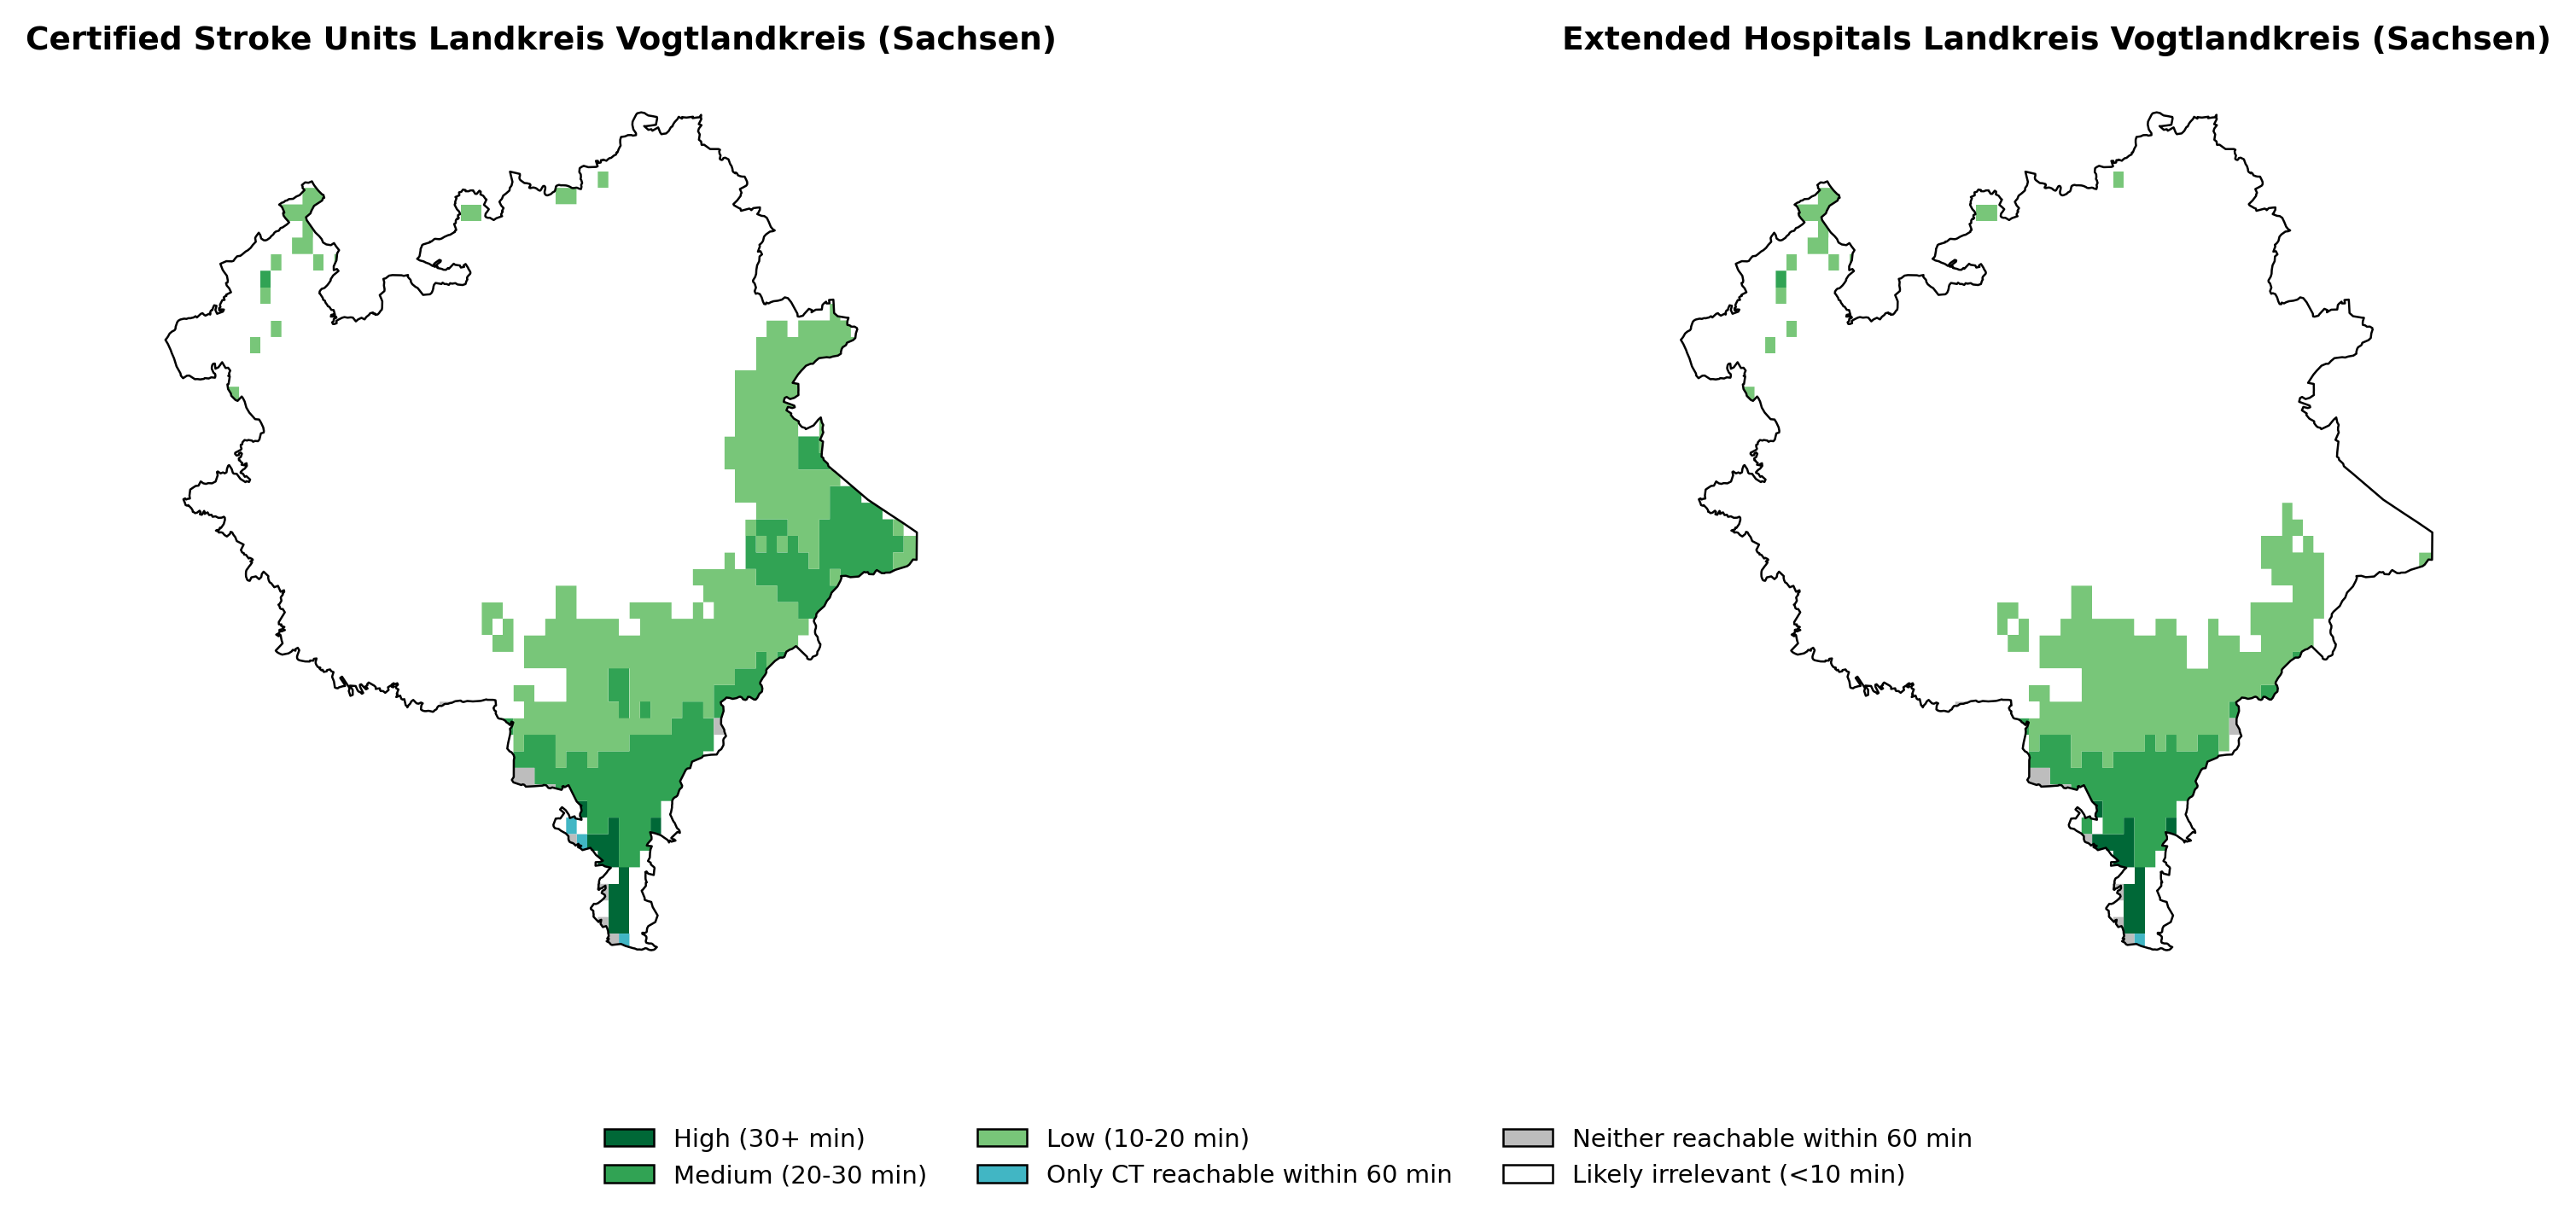 Certified Stroke Units Landkreis Vogtlandkreis (Sachsen)
Extended Hospitals Landkreis Vogtlandkreis (Sachsen)
High (30+ min)
Medium (20-30 min)
Low (10-20 min)
Only CT reachable within 60 min
Neither reachable within 60 min
Likely irrelevant (<10 min)